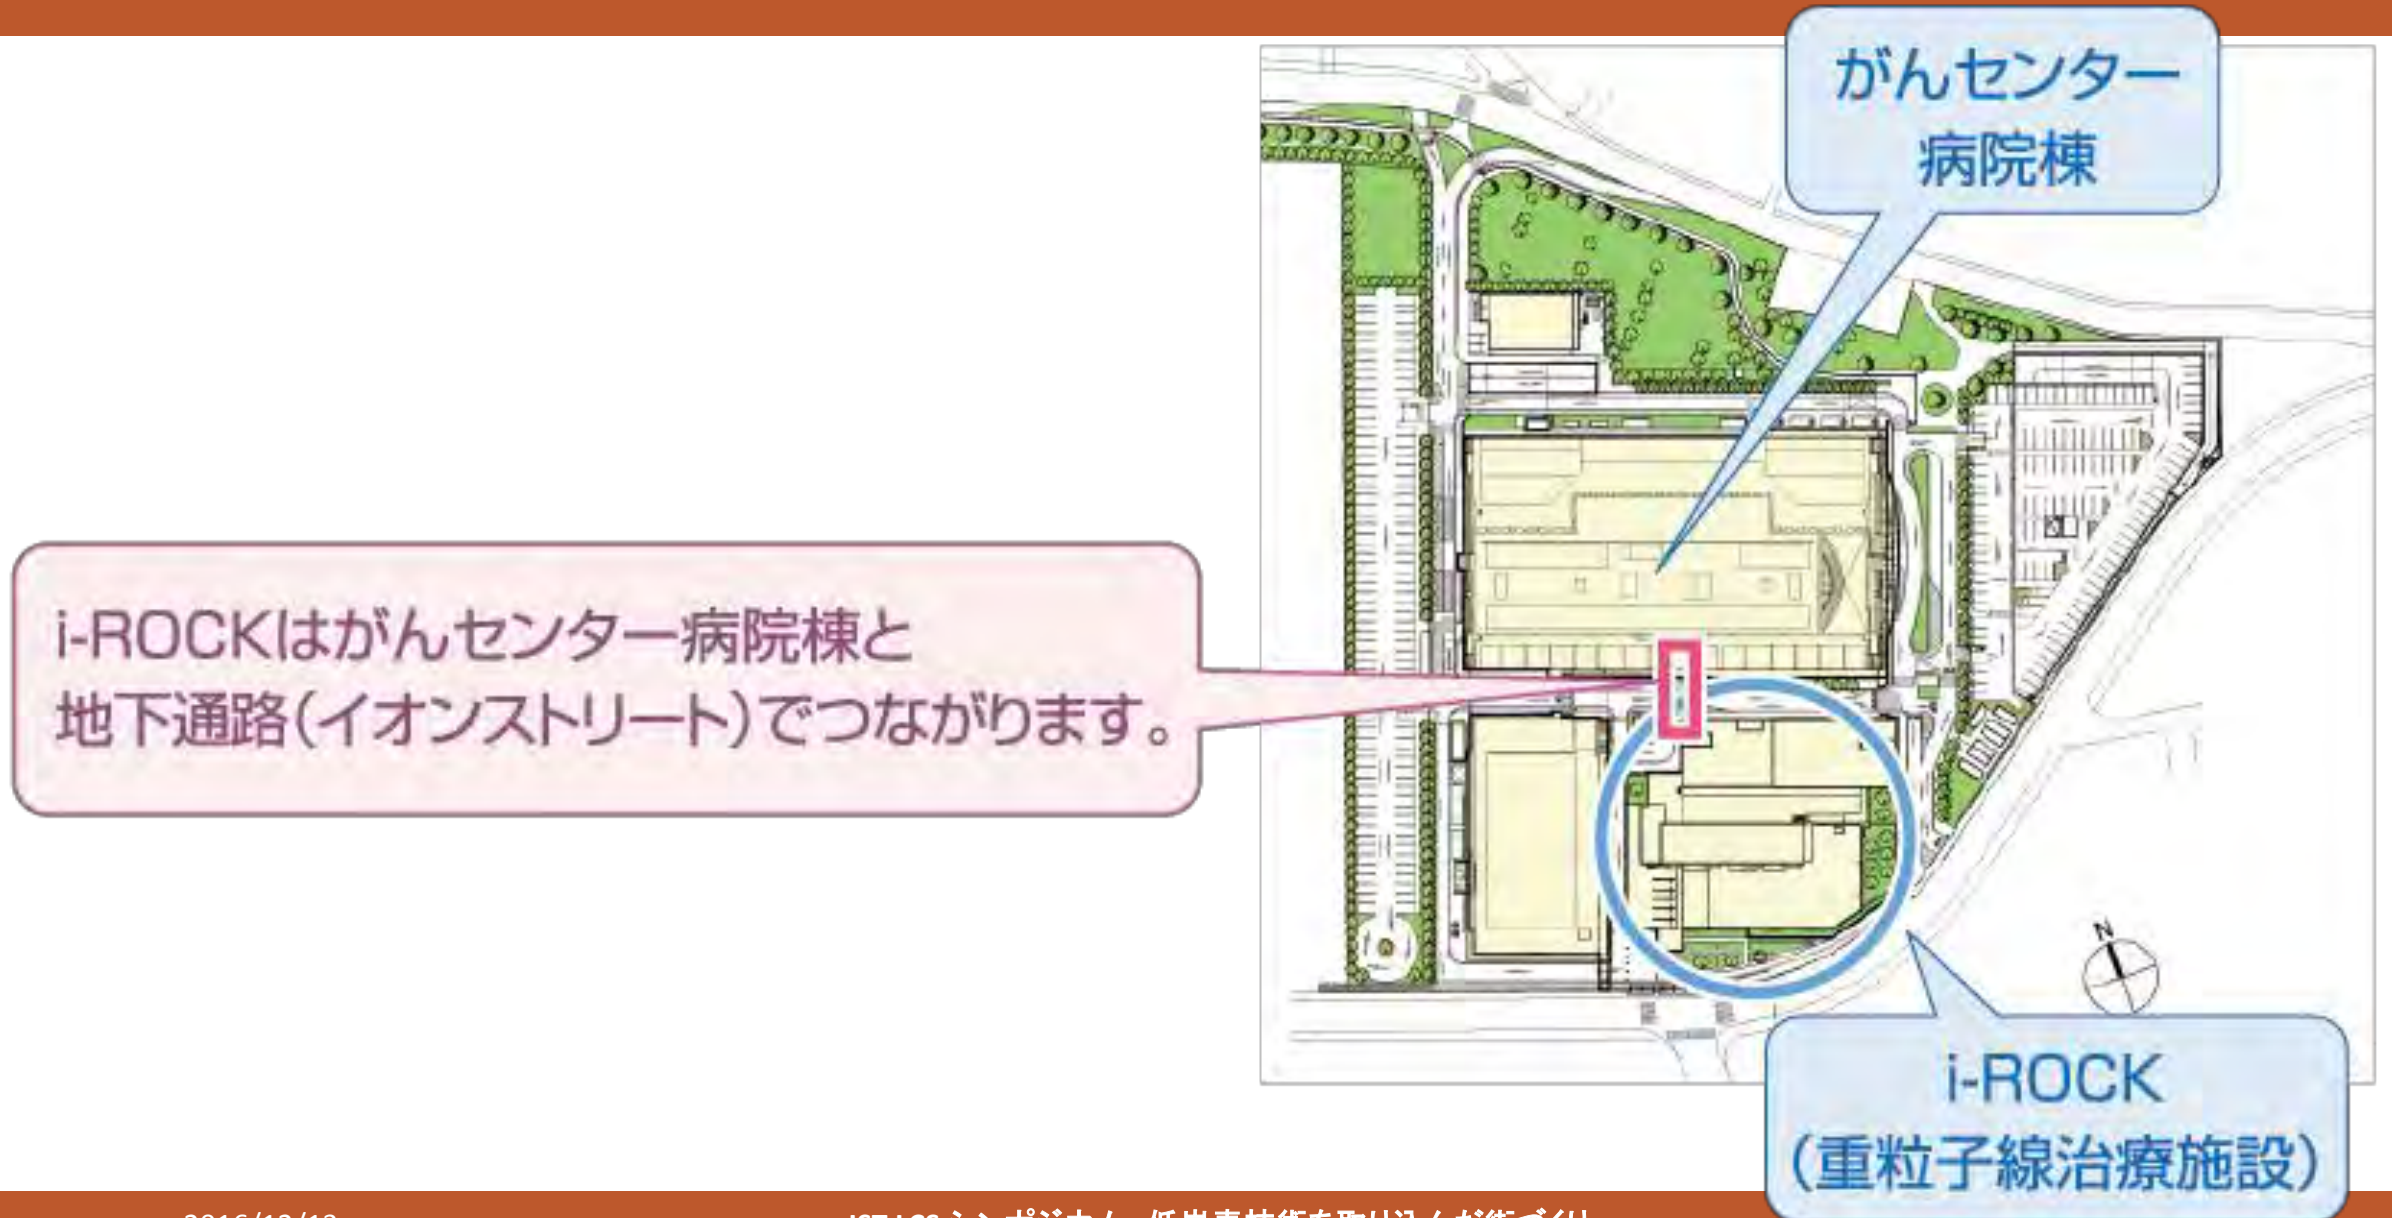 がんセンター
病院棟
i-ROCKはがんセンター病院棟と
地下通路(イオンストリート)でつながります。
N
i-ROCK
(重粒子線治療施設)